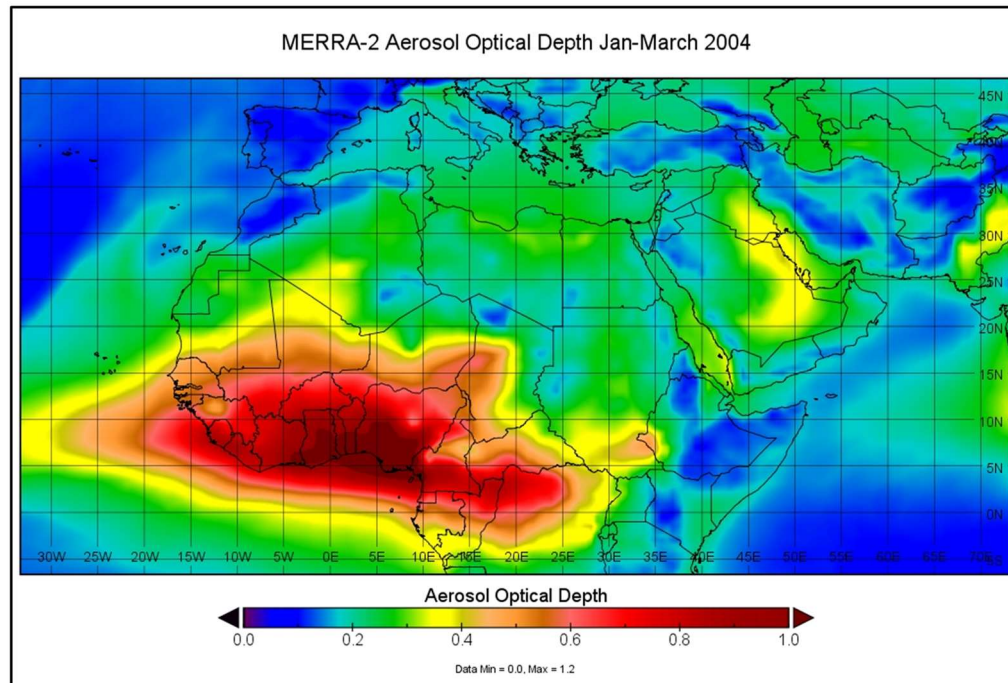 MERRA-2 Aerosol Optical Depth Jan-March 2004
45N
35N
30N
25N
20N
15N
10N
5N
0N
30W 25W 20W 15W 10W 5W 0E 5E 10E 15E 20E 25E 30E 35E 40E 45E 50E 55E 60E 65E 70E
Aerosol Optical Depth
0.0 0.2 0.4 0.6 0.8 1.0
Data Min = 0.0, Max = 1.2